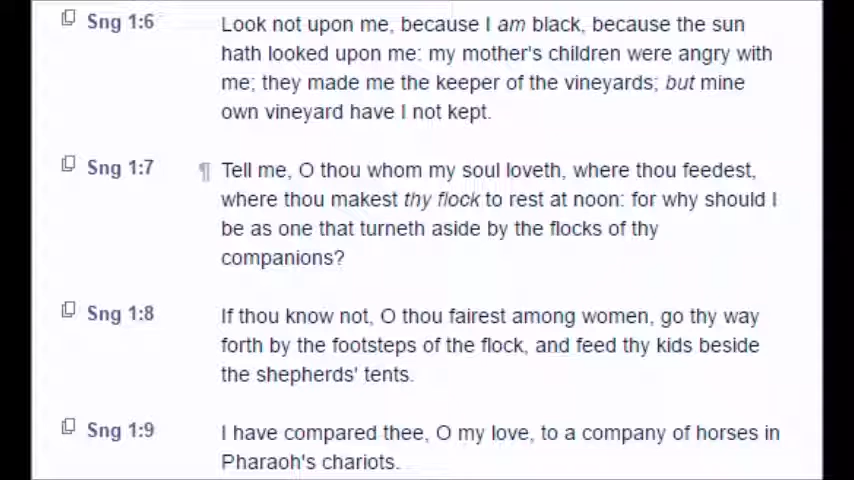 Sng 1:6 Look not upon me, because I am black, because the sun
hath looked upon me: my mother's children were angry with
me; they made me the keeper of the vineyards; but mine
own vineyard have I not kept.
Sng 1:7 ¶ Tell me, O thou whom my soul loveth, where thou feedest,
where thou makest thy flock to rest at noon: for why should I
be as one that turneth aside by the flocks of thy
companions?
Sng 1:8 If thou know not, O thou fairest among women, go thy way
forth by the footsteps of the flock, and feed thy kids beside
the shepherds' tents.
Sng 1:9 I have compared thee, O my love, to a company of horses in
Pharaoh's chariots.